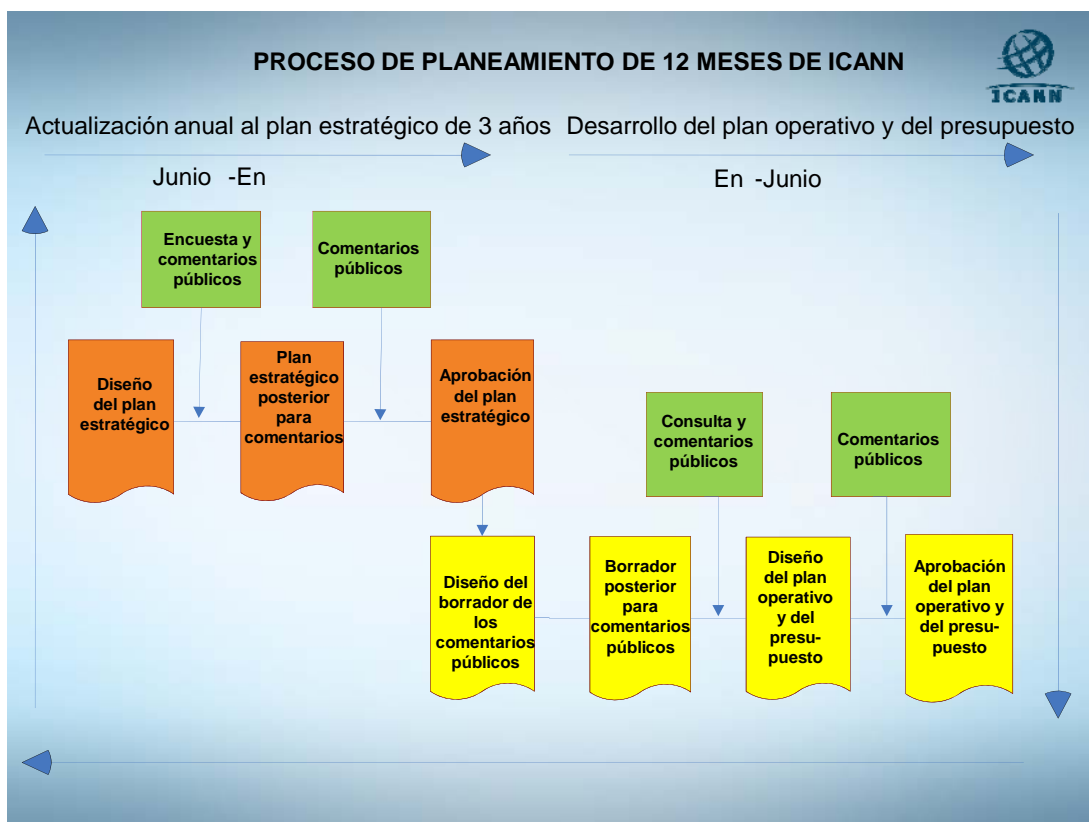 PROCESO DE PLANEAMIENTO DE 12 MESES DE ICANN
ICANN
Actualización anual al plan estratégico de 3 años
Desarrollo del plan operativo y del presupuesto
Junio -En
En -Junio
Encuesta y
comentarios
públicos
Comentarios
públicos
Diseño
del plan
estratégico
Plan
estratégico
posterior
para
comentarios
Aprobación
del plan
estratégico
Consulta y
comentarios
públicos
Comentarios
públicos
Diseño del
borrador de
los
comentarios
públicos
Borrador
posterior
para
comentarios
públicos
Diseño
del plan
operativo
y del
presu-
puesto
Aprobación
del plan
operativo y
del presu-
puesto